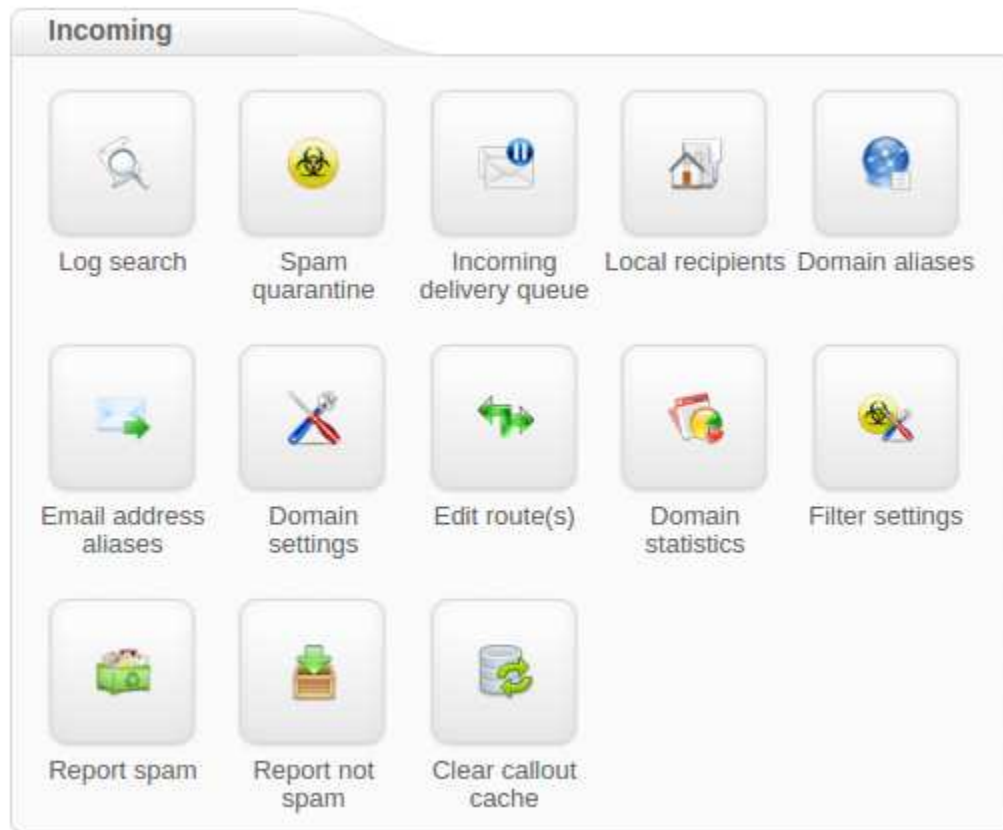 Incoming
Log search
Spam
quarantine
Incoming
delivery queue
Local recipients
Domain aliases
Email address
aliases
Domain
settings
Edit route(s)
Domain
statistics
Filter settings
Report spam
Report not
spam
Clear callout
cache